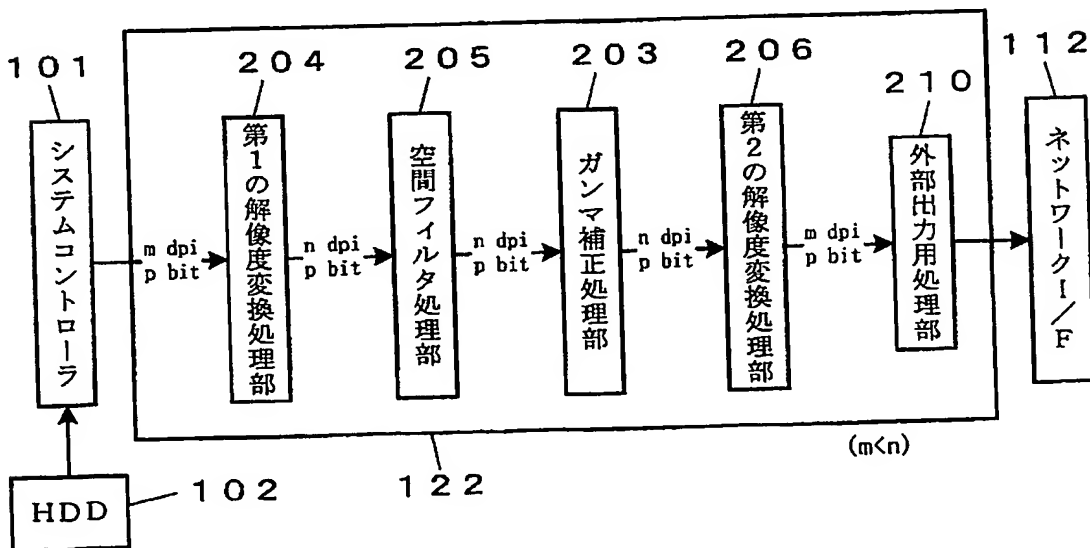 101
204
205
203
206
210
112
システムコントローラ
m dpi
p bit
第1の解像度変換処理部
n dpi
p bit
空間フィルタ処理部
n dpi
p bit
ガンマ補正処理部
n dpi
p bit
第2の解像度変換処理部
m dpi
p bit
外部出力用処理部
ネットワークI/F
(m<n)
HDD
102
122